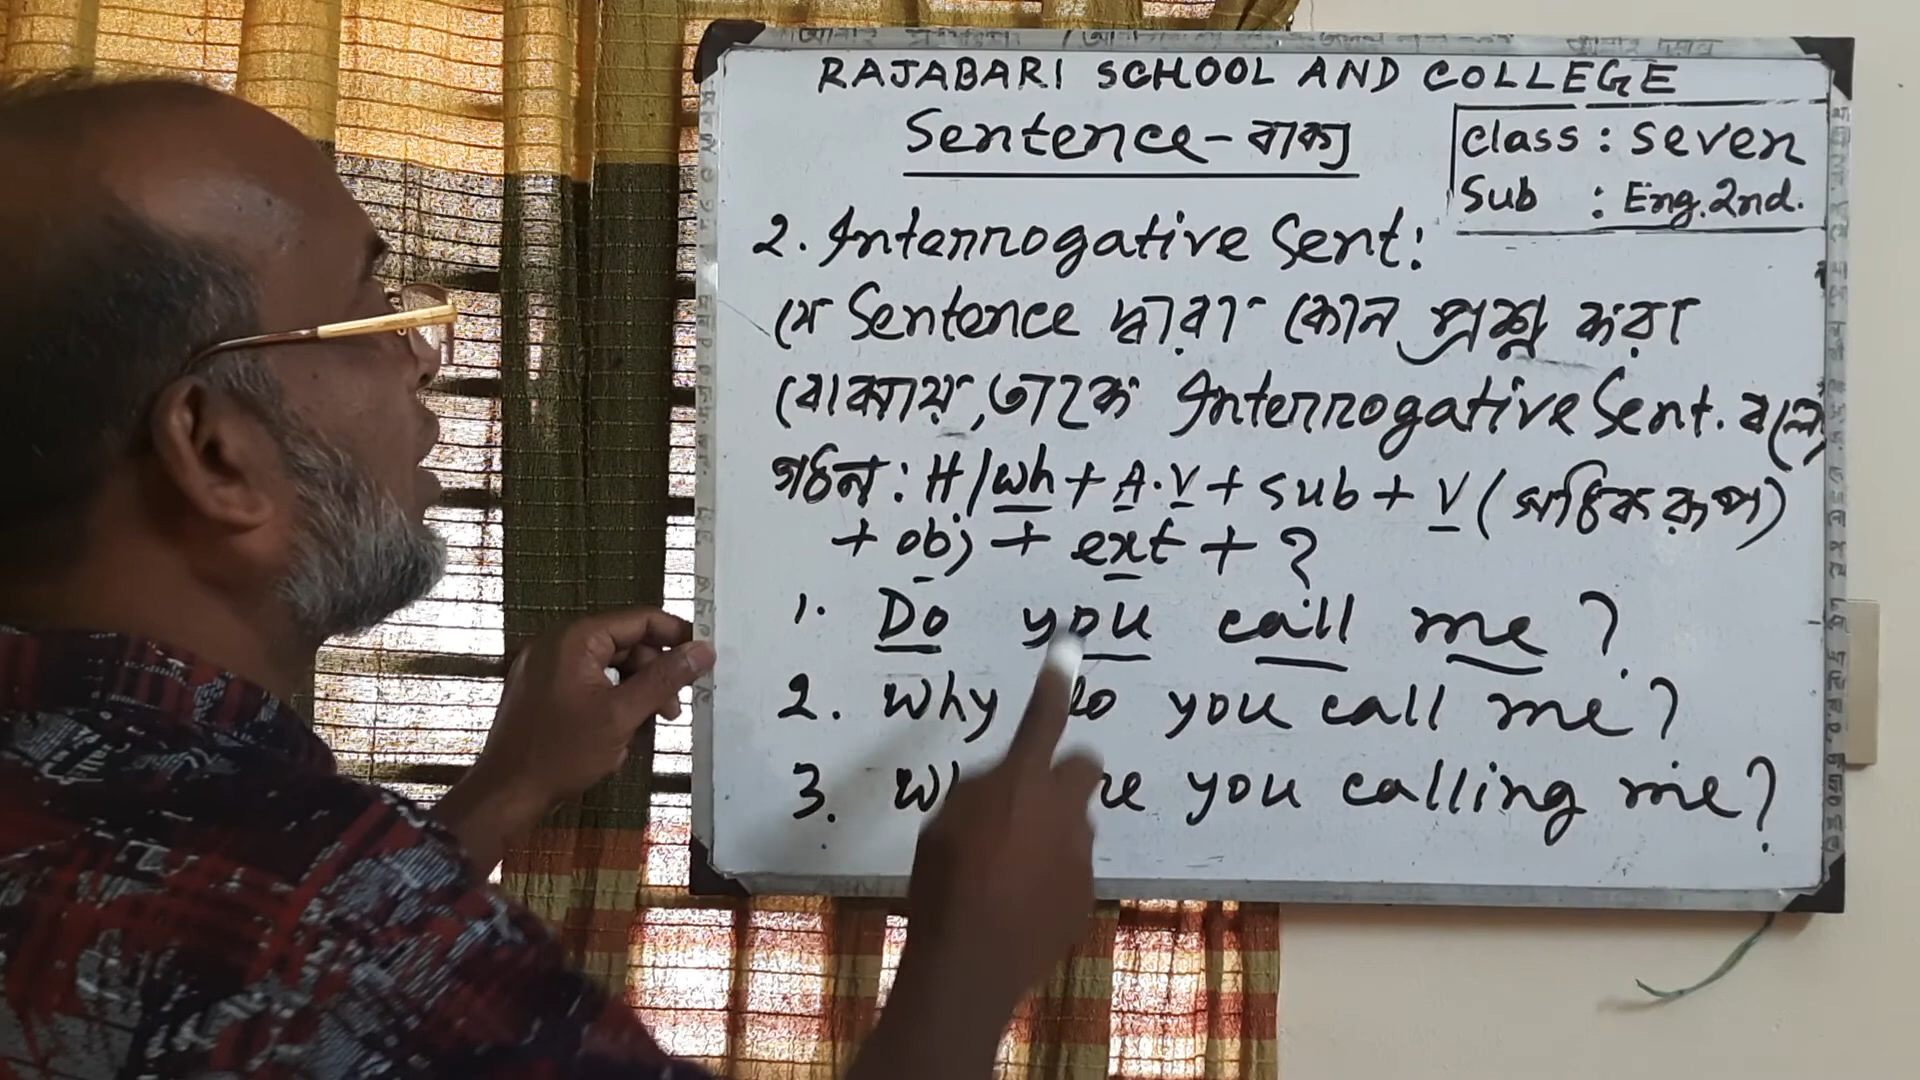 RAJABARI SCHOOL AND COLLEGE
Sentence - বাক্য
class : seven
Sub : Eng. 2nd.
2. Interrogative Sent:
যে Sentence দ্বারা কোন প্রশ্ন করা
বোঝায়, তাকে Interrogative Sent. বলে
গঠন : H/wh + A.V + sub + V (সঠিক রূপ)
+ obj + ext + ?
1. Do you call me ?
2. Why do you call me ?
3. you calling me ?